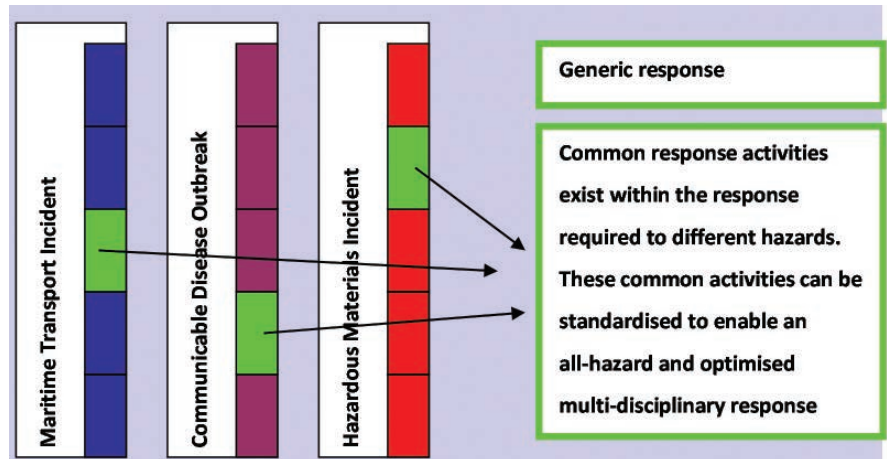 Maritime Transport Incident
Communicable Disease Outbreak
Hazardous Materials Incident
Generic response
Common response activities
exist within the response
required to different hazards.
These common activities can be
standardised to enable an
all-hazard and optimised
multi-disciplinary response